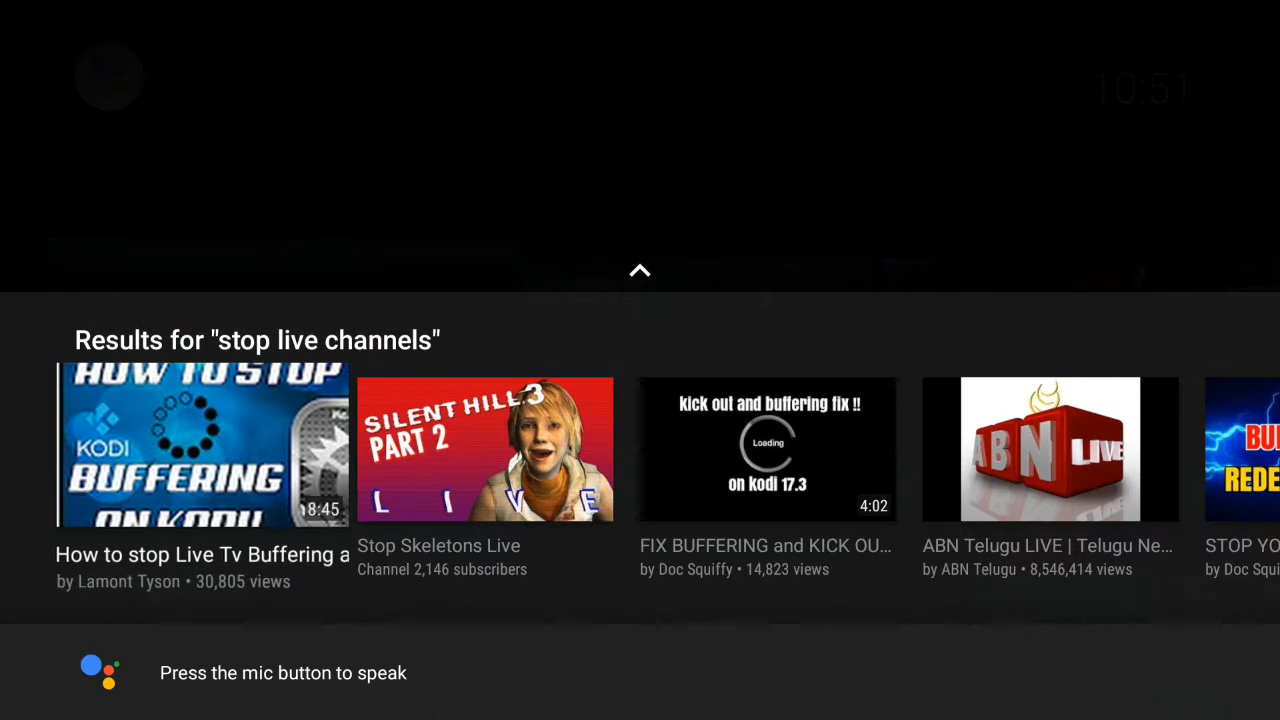 10:51
Results for "stop live channels"
HOW TO STOP
KODI
BUFFERING
ON KODI
18:45
How to stop Live Tv Buffering a
by Lamont Tyson • 30,805 views
SILENT HILL 3
PART 2
L I V E
Stop Skeletons Live
Channel 2,146 subscribers
kick out and buffering fix !!
Loading
on kodi 17.3
4:02
FIX BUFFERING and KICK OU...
by Doc Squiffy • 14,823 views
ABN LIVE
ABN Telugu LIVE | Telugu Ne...
by ABN Telugu • 8,546,414 views
BU
REDE
STOP YO
by Doc Squi
Press the mic button to speak